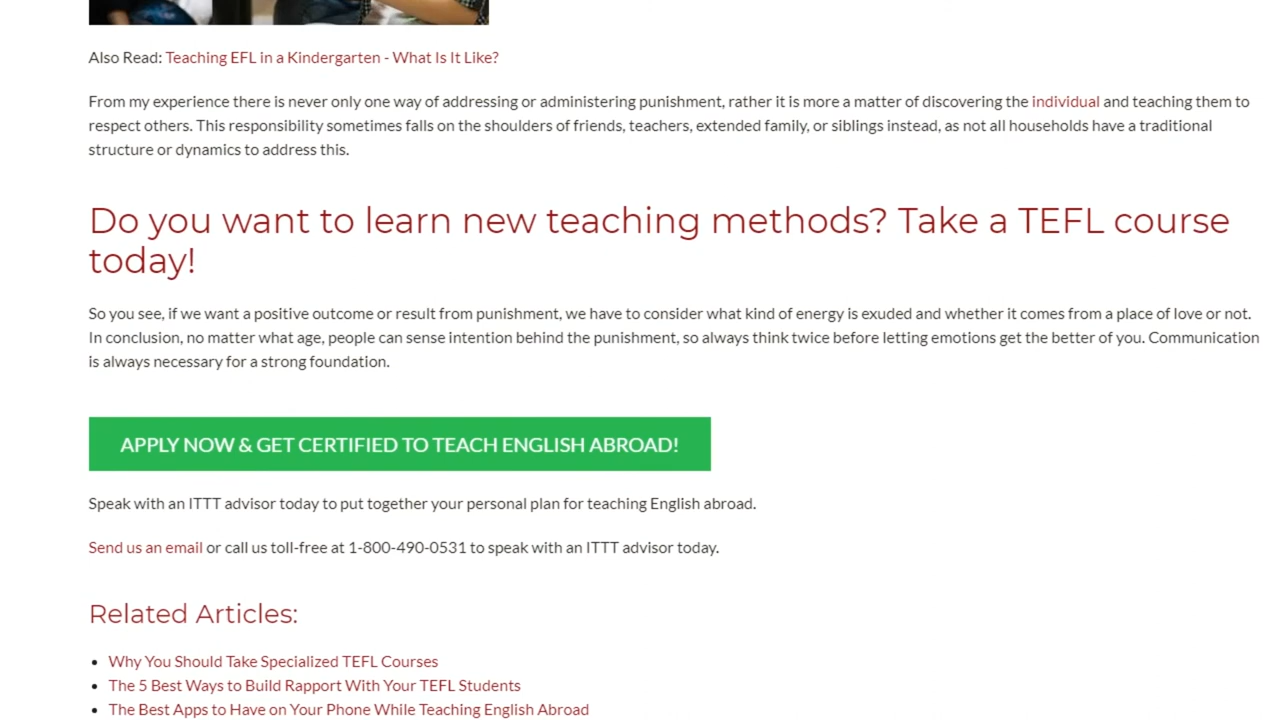 Also Read: Teaching EFL in a Kindergarten - What Is It Like?
From my experience there is never only one way of addressing or administering punishment, rather it is more a matter of discovering the individual and teaching them to
respect others. This responsibility sometimes falls on the shoulders of friends, teachers, extended family, or siblings instead, as not all households have a traditional
structure or dynamics to address this.
Do you want to learn new teaching methods? Take a TEFL course
today!
So you see, if we want a positive outcome or result from punishment, we have to consider what kind of energy is exuded and whether it comes from a place of love or not.
In conclusion, no matter what age, people can sense intention behind the punishment, so always think twice before letting emotions get the better of you. Communication
is always necessary for a strong foundation.
APPLY NOW & GET CERTIFIED TO TEACH ENGLISH ABROAD!
Speak with an ITTT advisor today to put together your personal plan for teaching English abroad.
Send us an email or call us toll-free at 1-800-490-0531 to speak with an ITTT advisor today.
Related Articles:
• Why You Should Take Specialized TEFL Courses
• The 5 Best Ways to Build Rapport With Your TEFL Students
• The Best Apps to Have on Your Phone While Teaching English Abroad